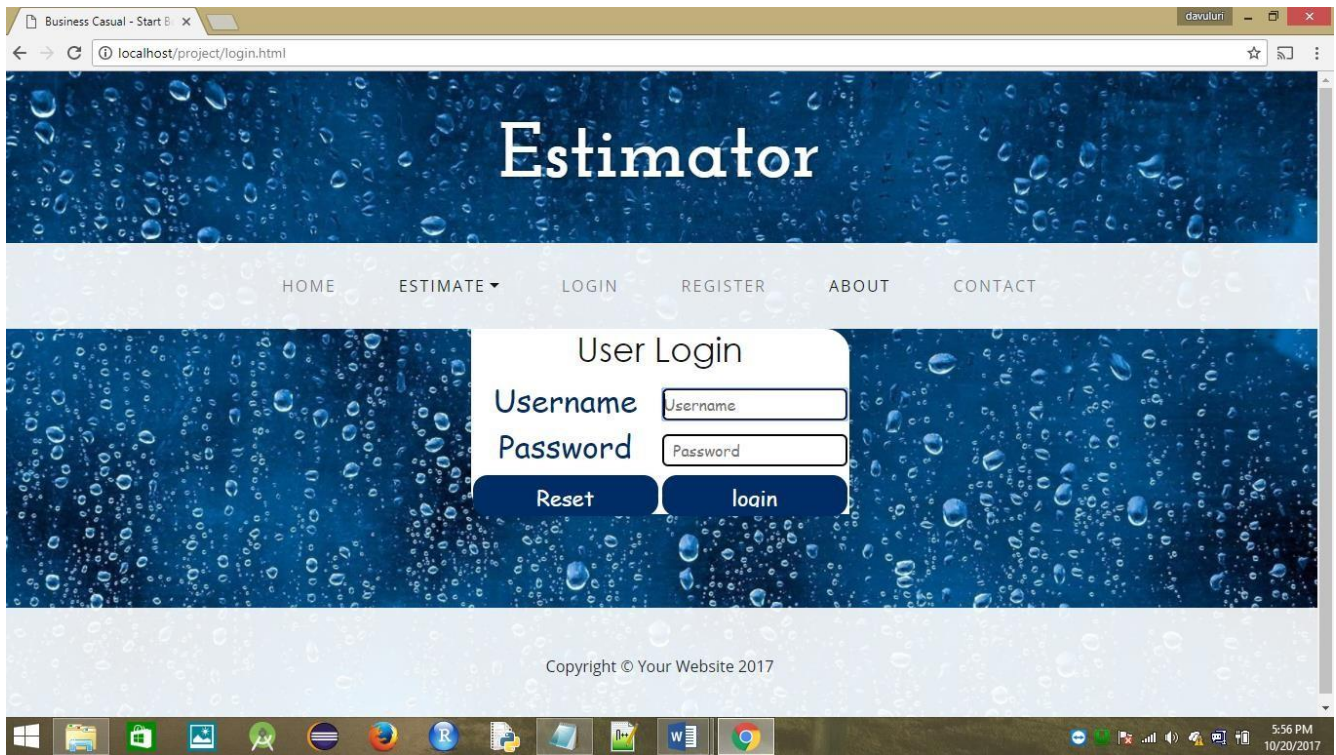 Business Casual - Start B
davuluri
localhost/project/login.html
Estimator
HOME ESTIMATE LOGIN REGISTER ABOUT CONTACT
User Login
Username Username
Password Password
Reset login
Copyright © Your Website 2017
5:56 PM
10/20/2017